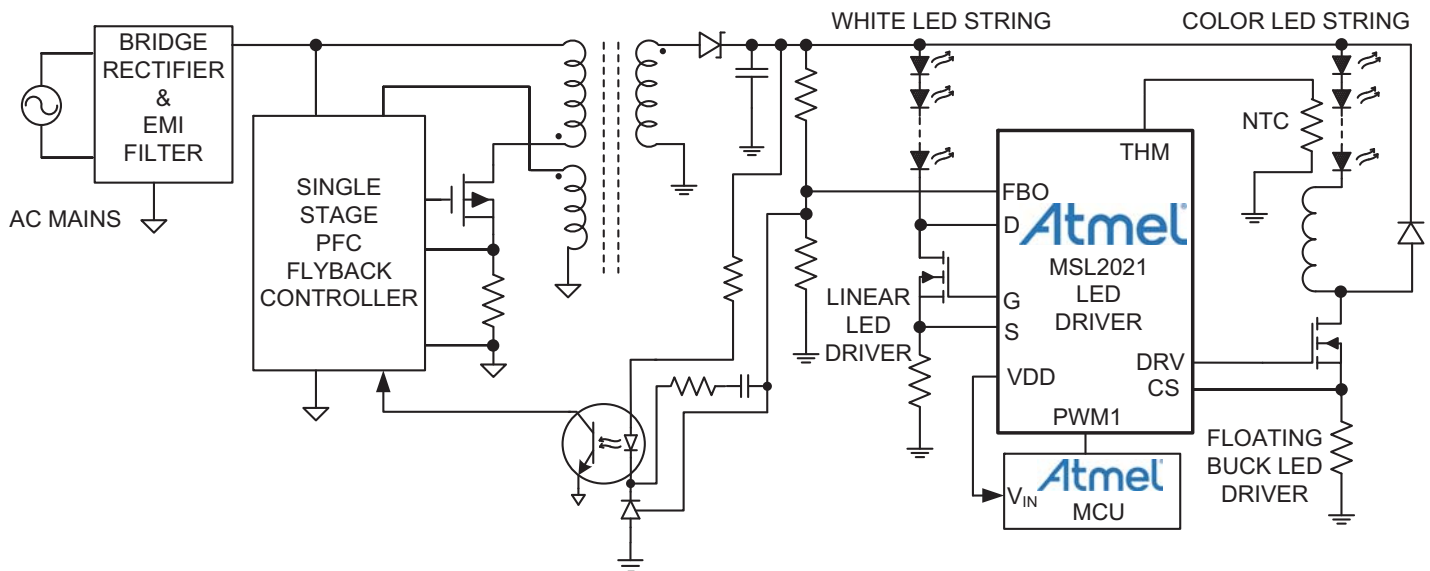 WHITE LED STRING
COLOR LED STRING
BRIDGE
RECTIFIER
&
EMI
FILTER
AC MAINS
SINGLE
STAGE
PFC
FLYBACK
CONTROLLER
LINEAR
LED
DRIVER
THM
FBO
D
G
S
VDD
Atmel®
MSL2021
LED
DRIVER
DRV
CS
PWM1
NTC
VIN
Atmel
MCU
FLOATING
BUCK LED
DRIVER